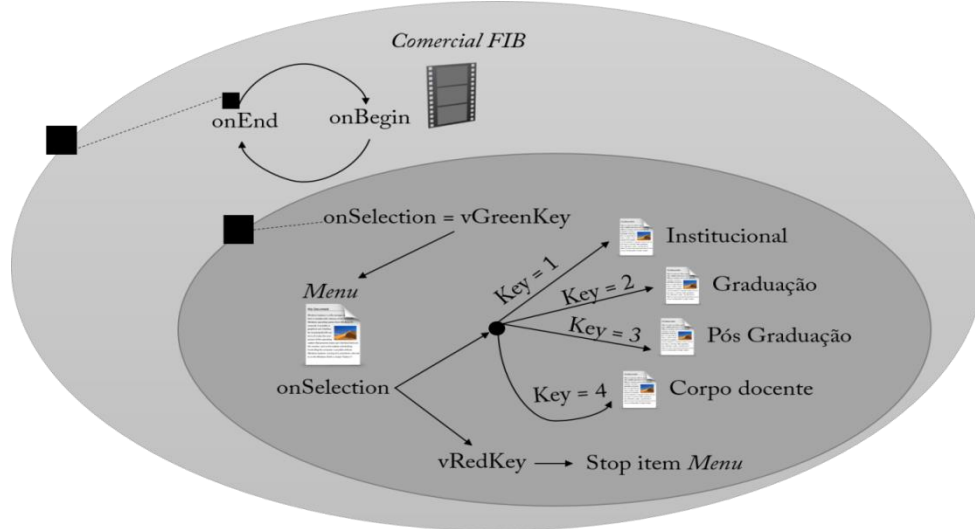 Comercial FIB
onEnd
onBegin
onSelection = vGreenKey
Menu
onSelection
Key = 1
Institucional
Key = 2
Graduação
Key = 3
Pós Graduação
Key = 4
Corpo docente
vRedKey
Stop item Menu